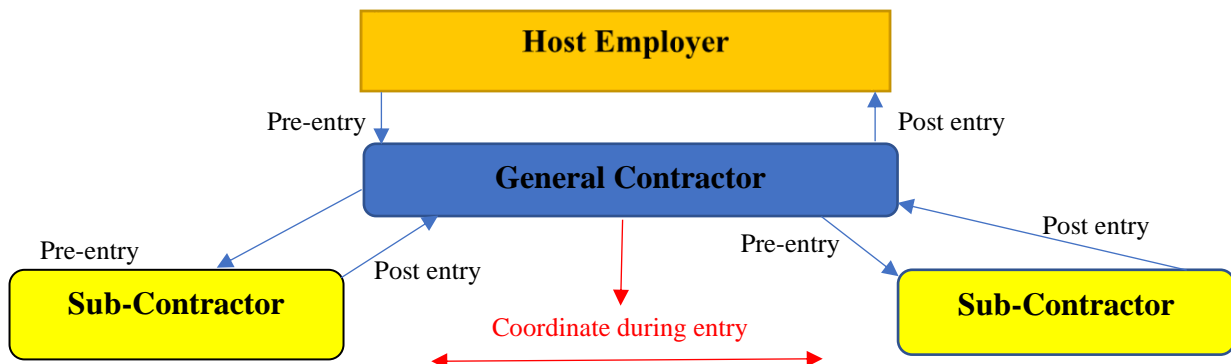 Host Employer
Pre-entry
Post entry
General Contractor
Pre-entry
Post entry
Pre-entry
Post entry
Sub-Contractor
Coordinate during entry
Sub-Contractor